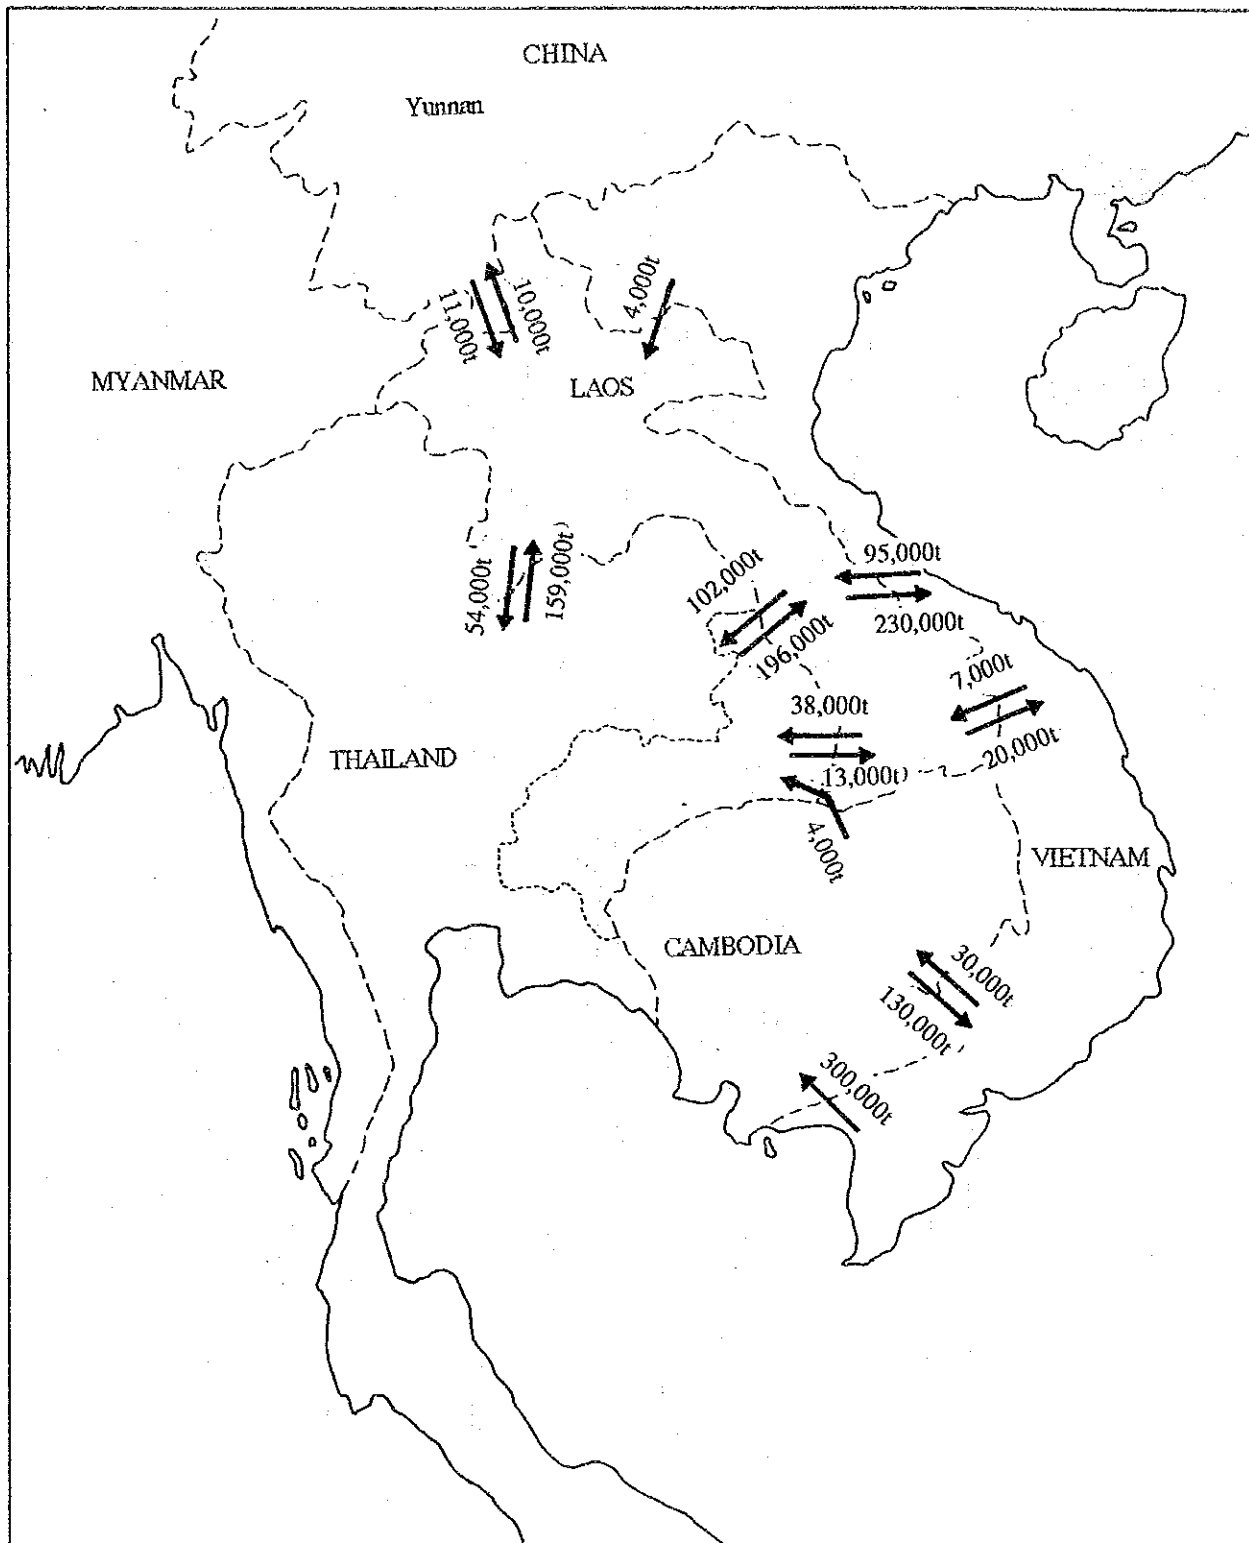 CHINA
Yunnan
11,000t
10,000t
4,000t
MYANMAR
LAOS
54,000t
159,000t)
102,000t
196,000t
95,000t
230,000t
7,000t
20,000t
38,000t
13,000t)
4,000t
THAILAND
VIETNAM
CAMBODIA
30,000t
130,000t)
300,000t